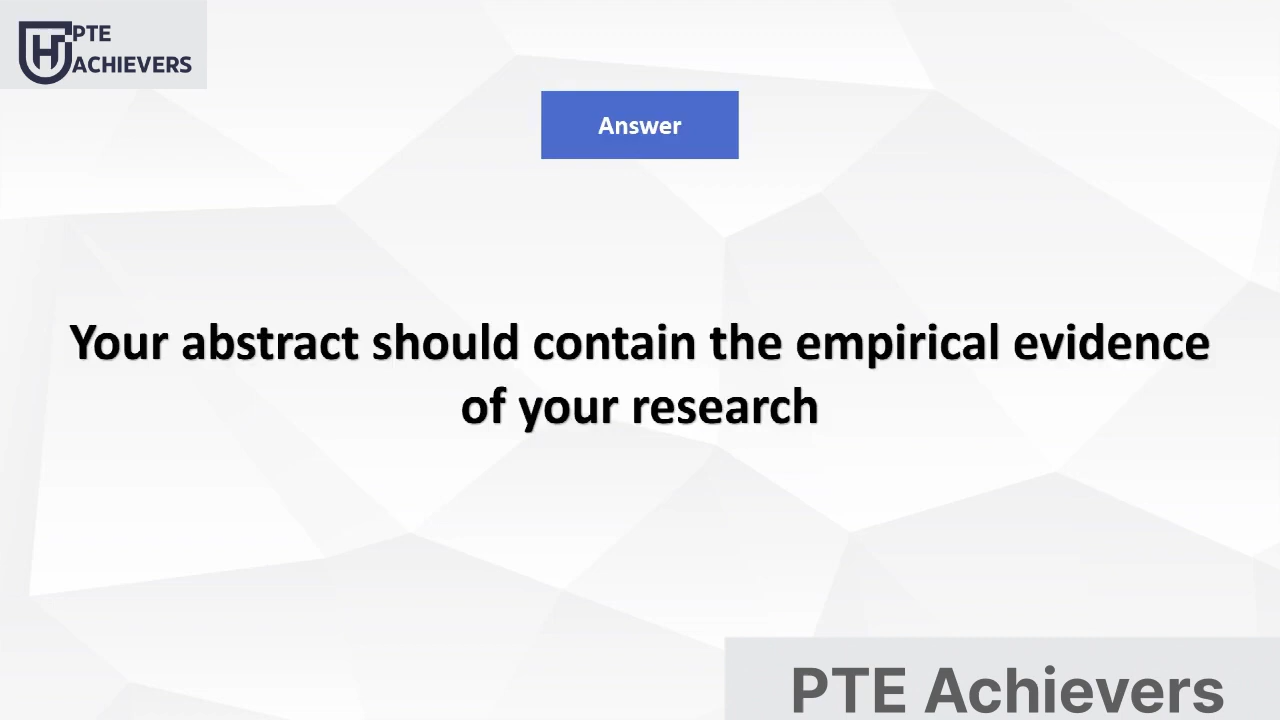 PTE
ACHIEVERS
Answer
Your abstract should contain the empirical evidence
of your research
PTE Achievers